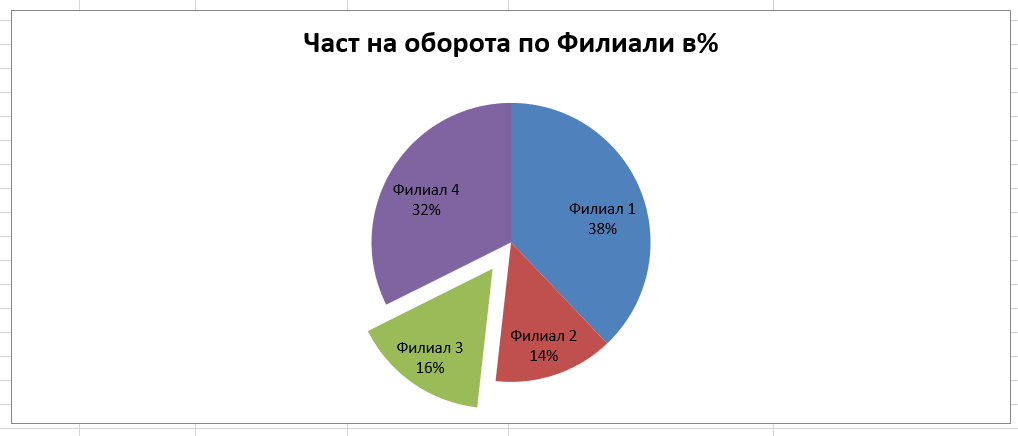 Част на оборота по Филиали в%
Филиал 4
32%
Филиал 1
38%
Филиал 2
14%
Филиал 3
16%